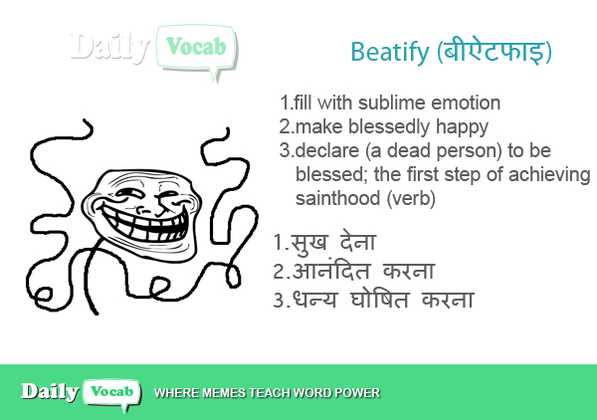 Daily Vocab
Beatify (बीऐटफाइ)
1.fill with sublime emotion
2.make blessedly happy
3.declare (a dead person) to be
blessed; the first step of achieving
sainthood (verb)
1.सुख देना
2.आनंदित करना
3.धन्य घोषित करना
Daily Vocab WHERE MEMES TEACH WORD POWER